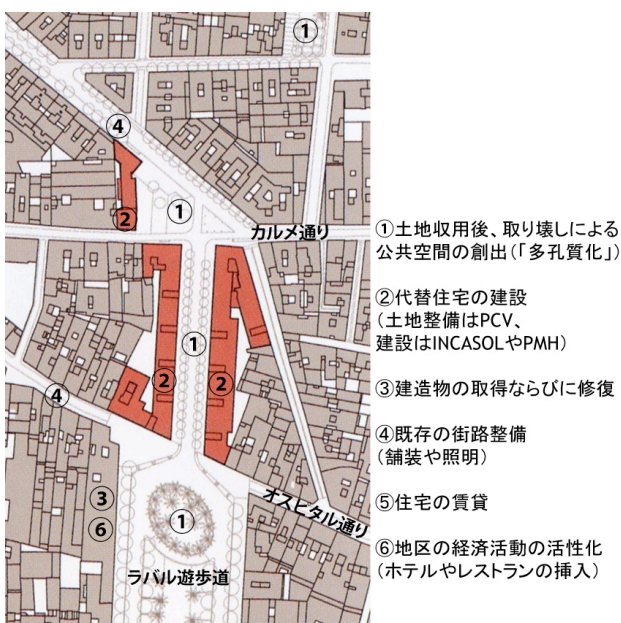 ①
④
②
①
カルメ通り
①
②
②
④
③
⑥
①
オスピタル通り
ラバル遊歩道
①土地収用後、取り壊しによる
公共空間の創出(「多孔質化」)
②代替住宅の建設
(土地整備はPCV、
建設はINCASOLやPMH)
③建造物の取得ならびに修復
④既存の街路整備
(舗装や照明)
⑤住宅の賃貸
⑥地区の経済活動の活性化
(ホテルやレストランの挿入)